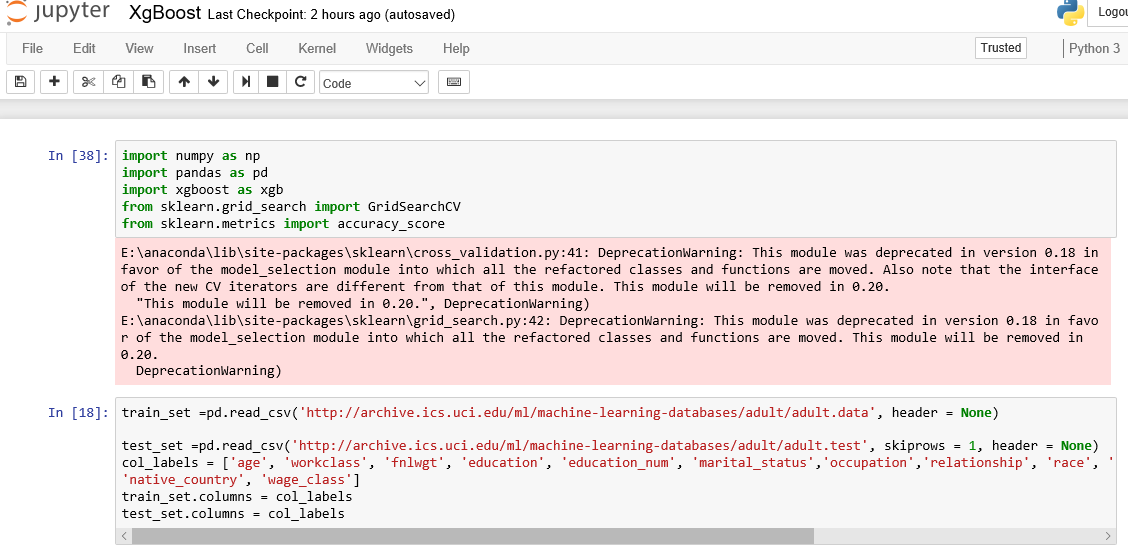 jupyter XgBoost Last Checkpoint: 2 hours ago (autosaved)
File Edit View Insert Cell Kernel Widgets Help Trusted Python 3
Code
In [38]: import numpy as np
import pandas as pd
import xgboost as xgb
from sklearn.grid_search import GridSearchCV
from sklearn.metrics import accuracy_score
E:\anaconda\lib\site-packages\sklearn\cross_validation.py:41: DeprecationWarning: This module was deprecated in version 0.18 in
favor of the model_selection module into which all the refactored classes and functions are moved. Also note that the interface
of the new CV iterators are different from that of this module. This module will be removed in 0.20.
"This module will be removed in 0.20.", DeprecationWarning)
E:\anaconda\lib\site-packages\sklearn\grid_search.py:42: DeprecationWarning: This module was deprecated in version 0.18 in favo
r of the model_selection module into which all the refactored classes and functions are moved. This module will be removed in
0.20.
DeprecationWarning)
In [18]: train_set =pd.read_csv('http://archive.ics.uci.edu/ml/machine-learning-databases/adult/adult.data', header = None)
test_set =pd.read_csv('http://archive.ics.uci.edu/ml/machine-learning-databases/adult/adult.test', skiprows = 1, header = None)
col_labels = ['age', 'workclass', 'fnlwgt', 'education', 'education_num', 'marital_status','occupation','relationship', 'race', '
'native_country', 'wage_class']
train_set.columns = col_labels
test_set.columns = col_labels